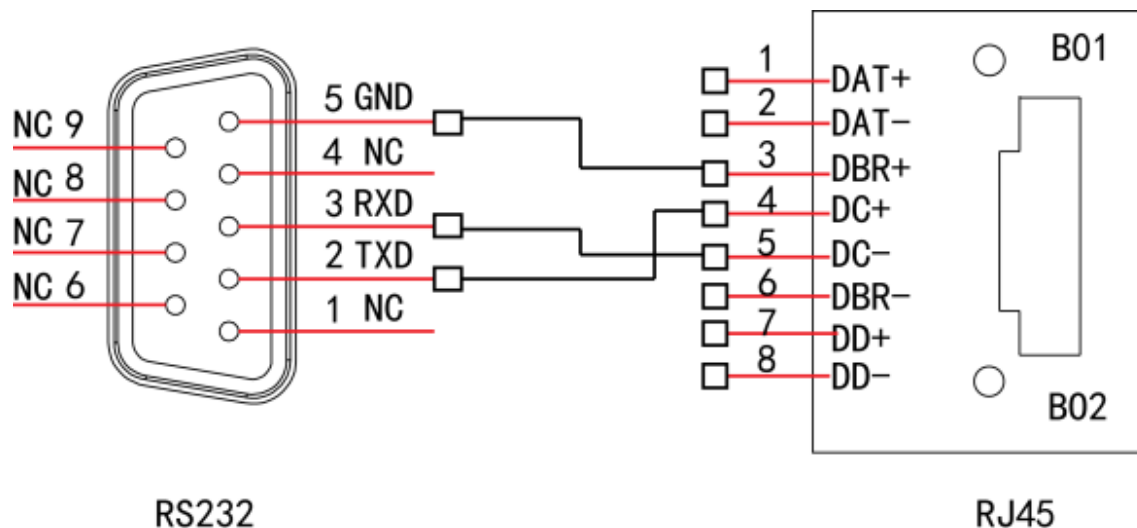 NC 9
NC 8
NC 7
NC 6
5 GND
4 NC
3 RXD
2 TXD
1 NC
1 DAT+
2 DAT-
3 DBR+
4 DC+
5 DC-
6 DBR-
7 DD+
8 DD-
B01
B02
RS232
RJ45